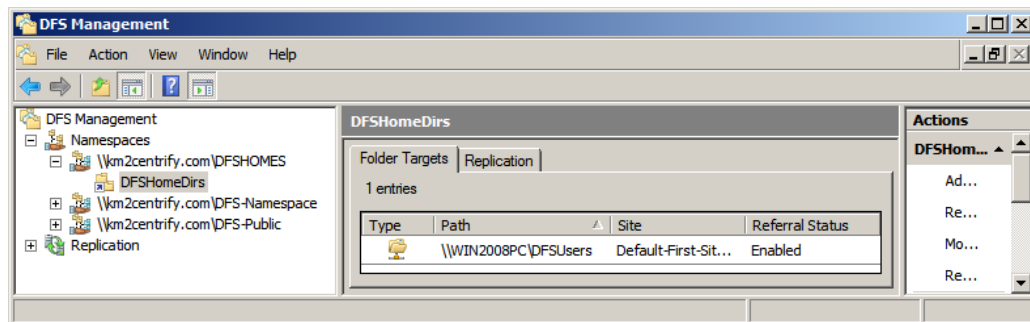 DFS Management
File Action View Window Help
DFS Management
Namespaces
\\km2centrify.com\DFSHOMES
DFSHomeDirs
\\km2centrify.com\DFS-Namespace
\\km2centrify.com\DFS-Public
Replication
DFSHomeDirs
Folder Targets Replication
1 entries
Type Path Site Referral Status
\\WIN2008PC\DFSUsers Default-First-Sit... Enabled
Actions
DFSHom...
Ad...
Re...
Mo...
Re...